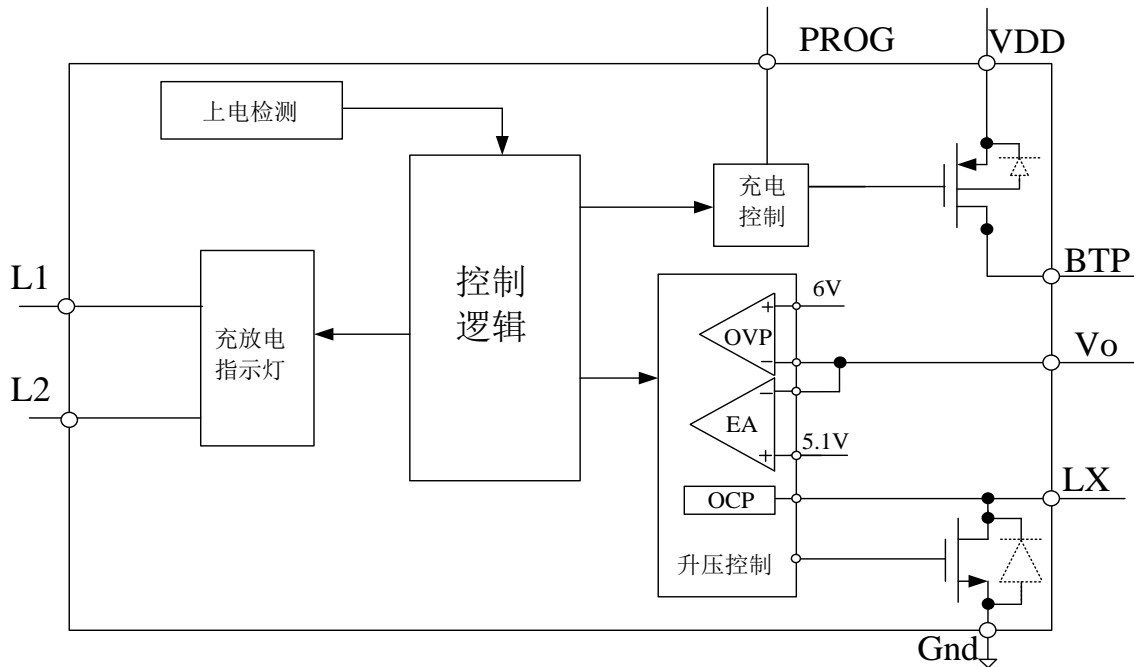 PROG
VDD
上电检测
充电
控制
L1
控制
逻辑
BTP
6V
+
OVP
−
Vo
充放电
指示灯
L2
−
EA
+
5.1V
LX
OCP
升压控制
Gnd